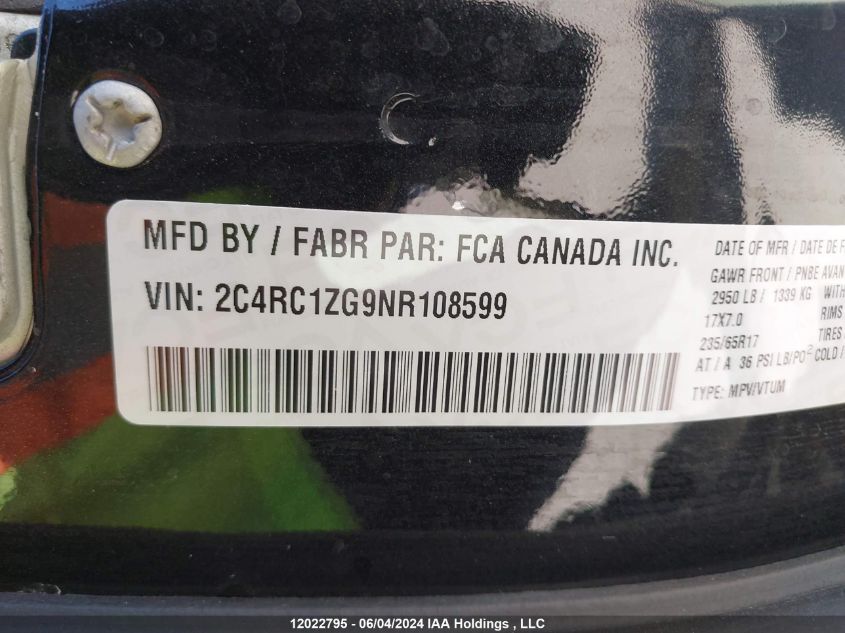 MFD BY / FABR PAR: FCA CANADA INC.
VIN: 2C4RC1ZG9NR108599
DATE OF MFR / DATE DE F
GAWR FRONT / PNBE AVAN
2950 LB / 1339 KG WITH
17X7.0 RIMS
235/65R17 TIRES
AT / A 36 PSI LB/PO² COLD /
TYPE: MPV/VTUM
12022795 - 06/04/2024 IAA Holdings , LLC